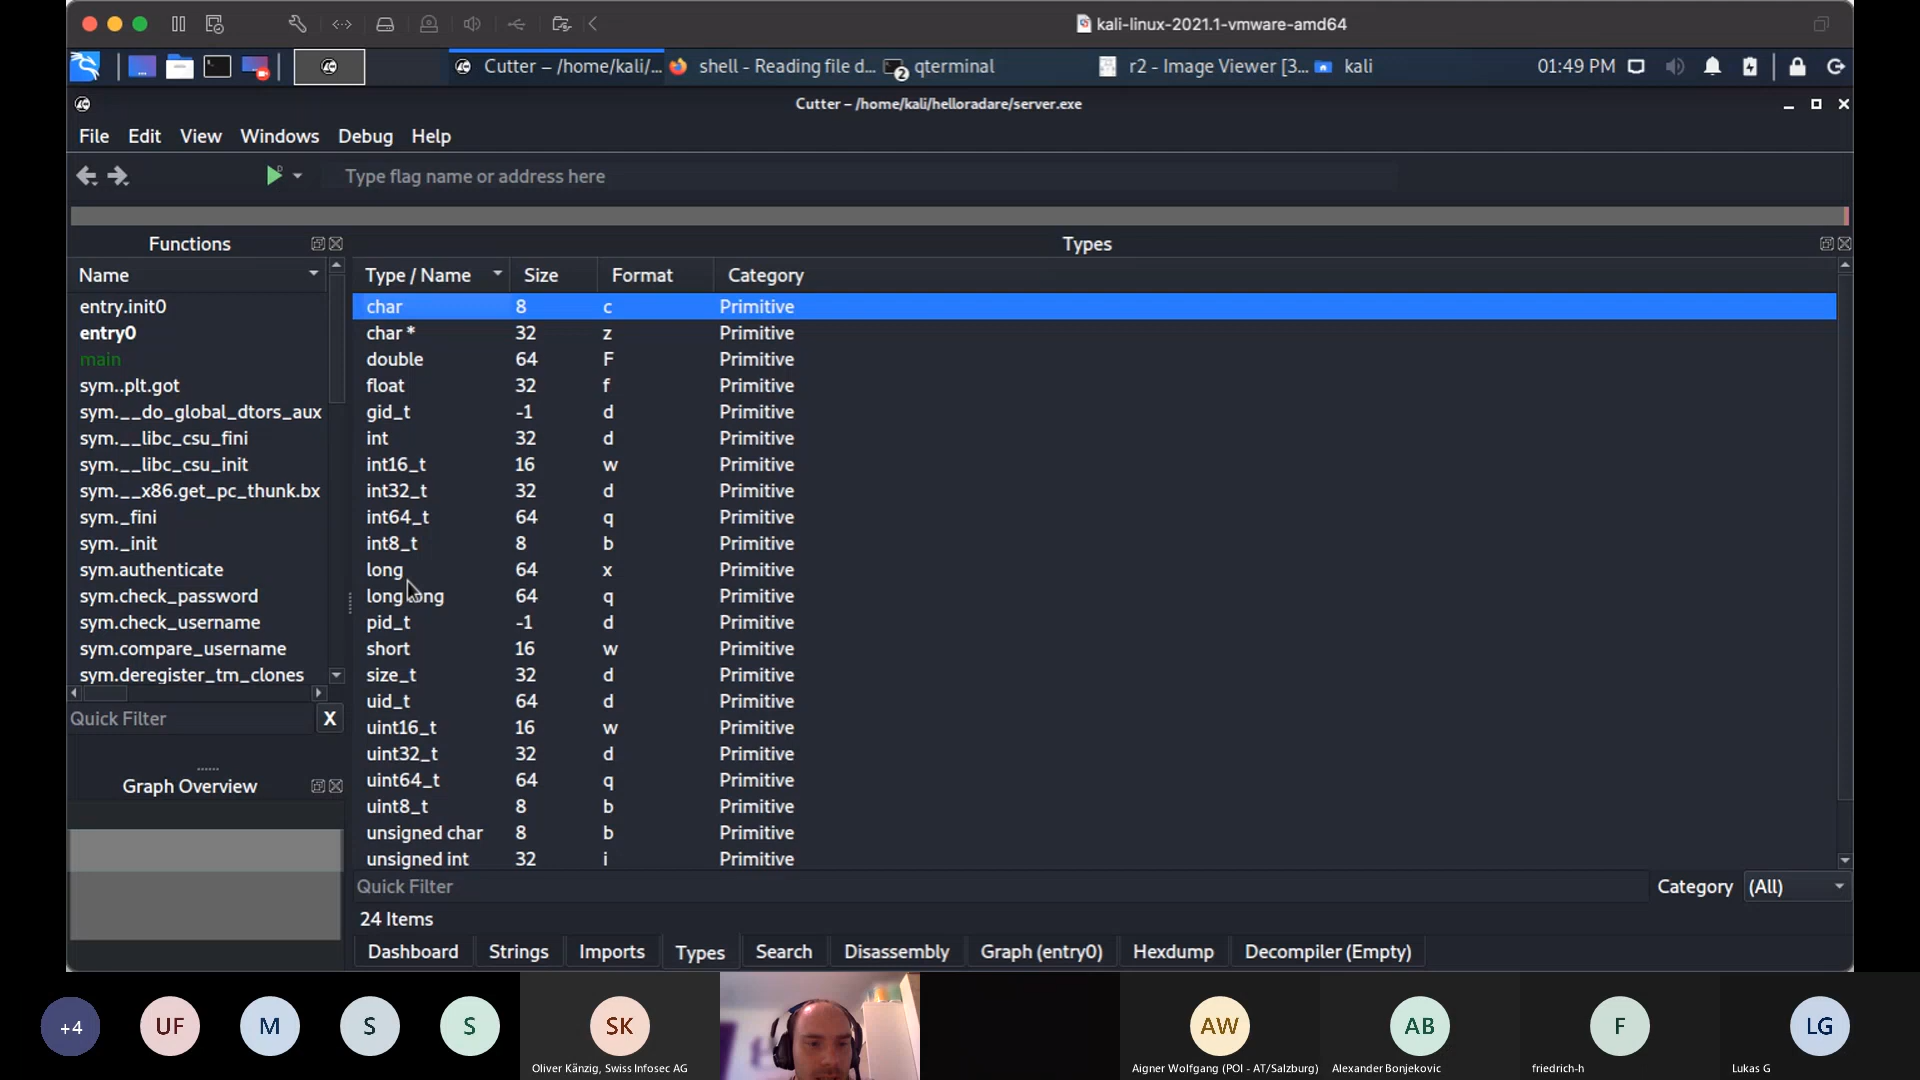 kali-linux-2021.1-vmware-amd64
Cutter – /home/kali/...
shell - Reading file d...
2
qterminal
r2 - Image Viewer [3...
kali
01:49 PM
Cutter – /home/kali/helloradare/server.exe
File Edit View Windows Debug Help
Type flag name or address here
Functions
Types
Name
entry.init0
entry0
main
sym..plt.got
sym.__do_global_dtors_aux
sym.__libc_csu_fini
sym.__libc_csu_init
sym.__x86.get_pc_thunk.bx
sym._fini
sym._init
sym.authenticate
sym.check_password
sym.check_username
sym.compare_username
sym.deregister_tm_clones
Quick Filter
X
Graph Overview
Type / Name Size Format Category
char 8 c Primitive
char * 32 z Primitive
double 64 F Primitive
float 32 f Primitive
gid_t -1 d Primitive
int 32 d Primitive
int16_t 16 w Primitive
int32_t 32 d Primitive
int64_t 64 q Primitive
int8_t 8 b Primitive
long 64 x Primitive
long long 64 q Primitive
pid_t -1 d Primitive
short 16 w Primitive
size_t 32 d Primitive
uid_t 64 d Primitive
uint16_t 16 w Primitive
uint32_t 32 d Primitive
uint64_t 64 q Primitive
uint8_t 8 b Primitive
unsigned char 8 b Primitive
unsigned int 32 i Primitive
Quick Filter
Category (All)
24 Items
Dashboard Strings Imports Types Search Disassembly Graph (entry0) Hexdump Decompiler (Empty)
+4 UF M S S SK AW AB F LG
Oliver Känzig, Swiss Infosec AG
Aigner Wolfgang (POI - AT/Salzburg)
Alexander Bonjekovic
friedrich-h
Lukas G